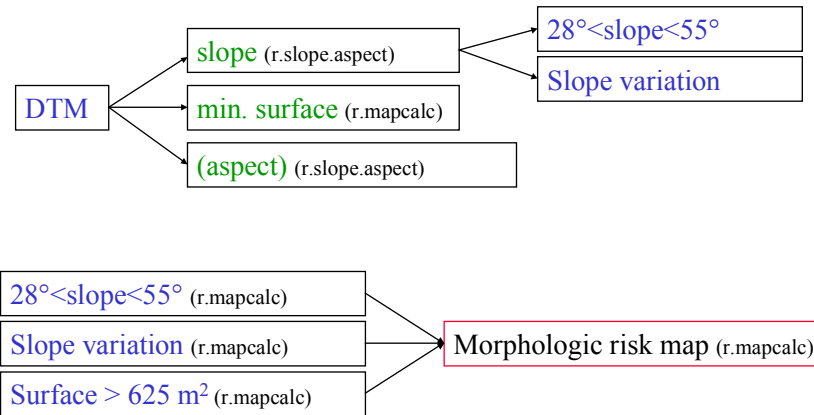 28°<slope<55°
slope (r.slope.aspect)
Slope variation
DTM
min. surface (r.mapcalc)
(aspect) (r.slope.aspect)
28°<slope<55° (r.mapcalc)
Slope variation (r.mapcalc)
Morphologic risk map (r.mapcalc)
Surface > 625 m² (r.mapcalc)